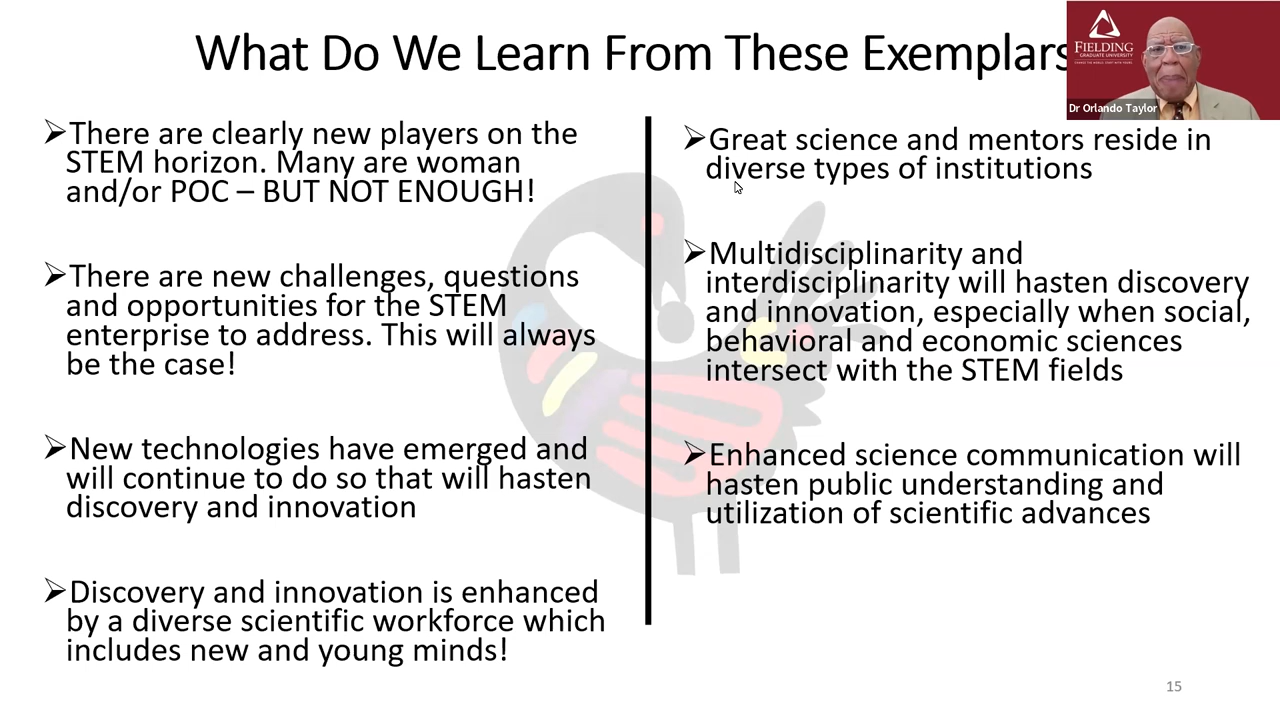 What Do We Learn From These Exemplars
FIELDING
GRADUATE UNIVERSITY
Dr Orlando Taylor
➢There are clearly new players on the
STEM horizon. Many are woman
and/or POC – BUT NOT ENOUGH!
➢There are new challenges, questions
and opportunities for the STEM
enterprise to address. This will always
be the case!
➢New technologies have emerged and
will continue to do so that will hasten
discovery and innovation
➢Discovery and innovation is enhanced
by a diverse scientific workforce which
includes new and young minds!
➢Great science and mentors reside in
diverse types of institutions
➢Multidisciplinarity and
interdisciplinarity will hasten discovery
and innovation, especially when social,
behavioral and economic sciences
intersect with the STEM fields
➢Enhanced science communication will
hasten public understanding and
utilization of scientific advances
15